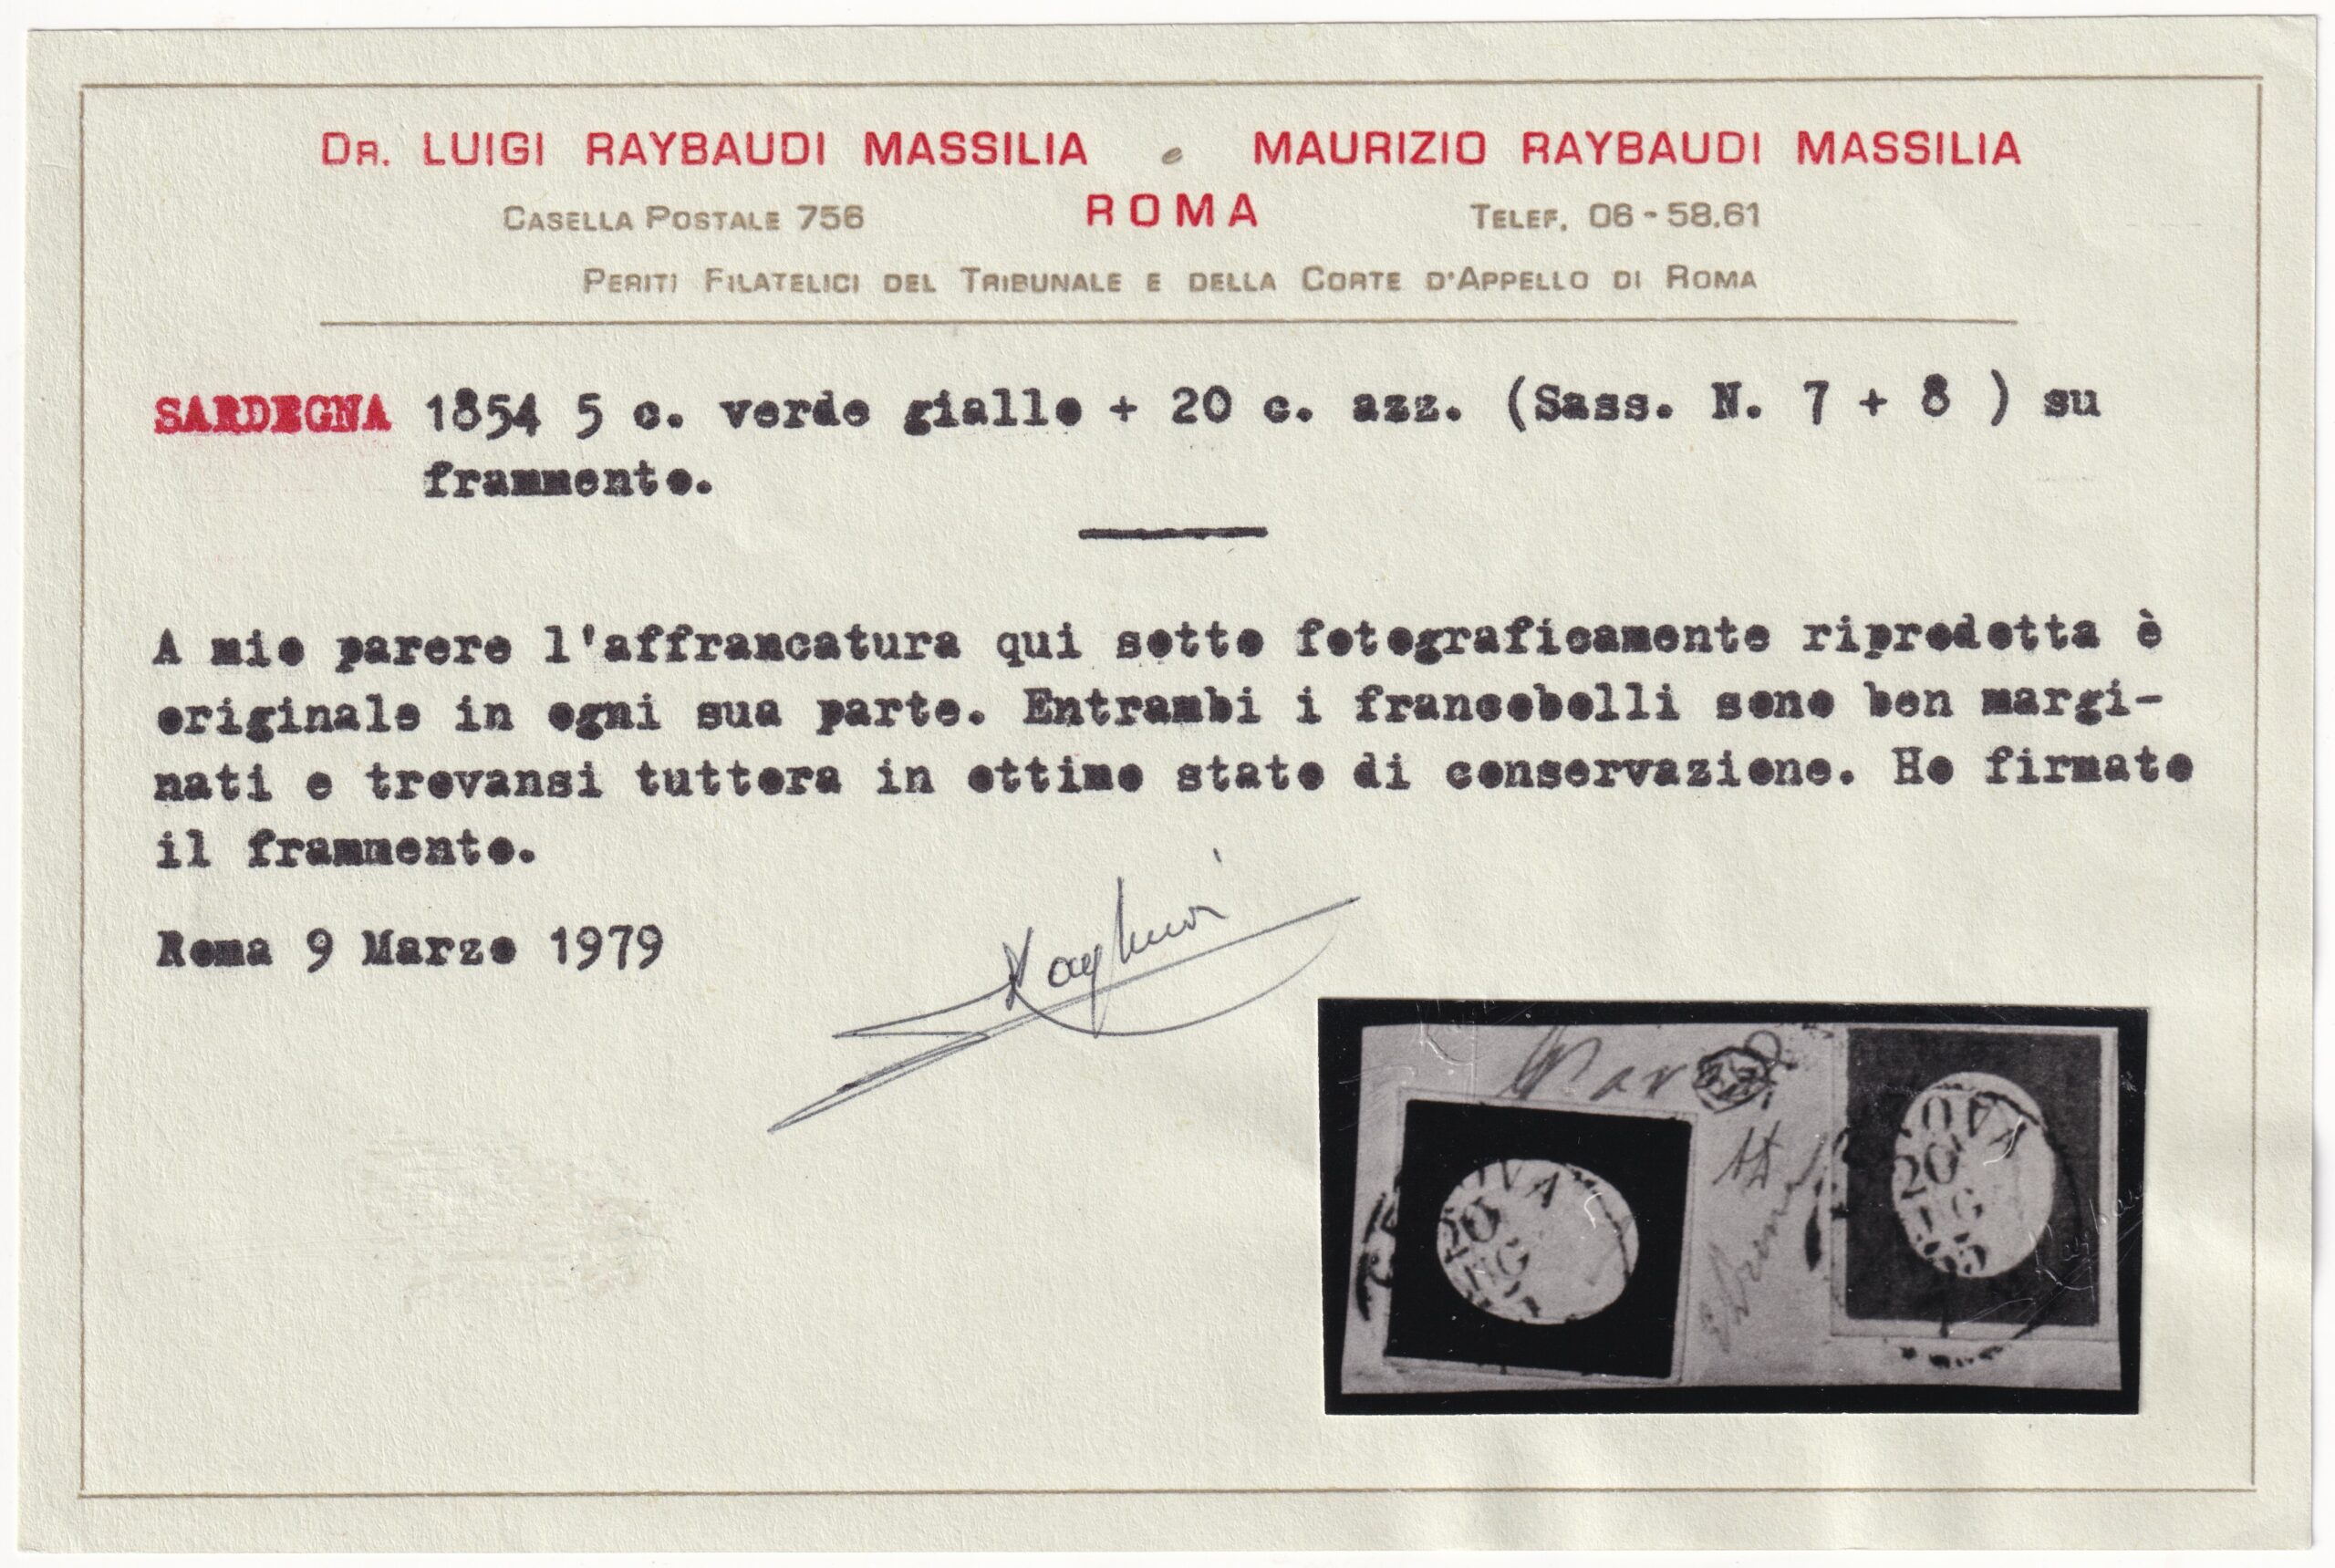 DR. LUIGI RAYBAUDI MASSILIA e MAURIZIO RAYBAUDI MASSILIA
CASELLA POSTALE 756 ROMA TELEF. 06-58.61
PERITI FILATELICI DEL TRIBUNALE E DELLA CORTE D'APPELLO DI ROMA
SARDEGNA 1854 5 c. verde giallo + 20 c. azz. (Sass. N. 7 + 8 ) su
frammento.
A mio parere l'affrancatura qui sotto fotograficamente riprodotta è
originale in ogni sua parte. Entrambi i francobolli sono ben margi-
nati e trovansi tuttora in ottimo stato di conservazione. Ho firmato
il frammento.
Roma 9 Marzo 1979
20
20